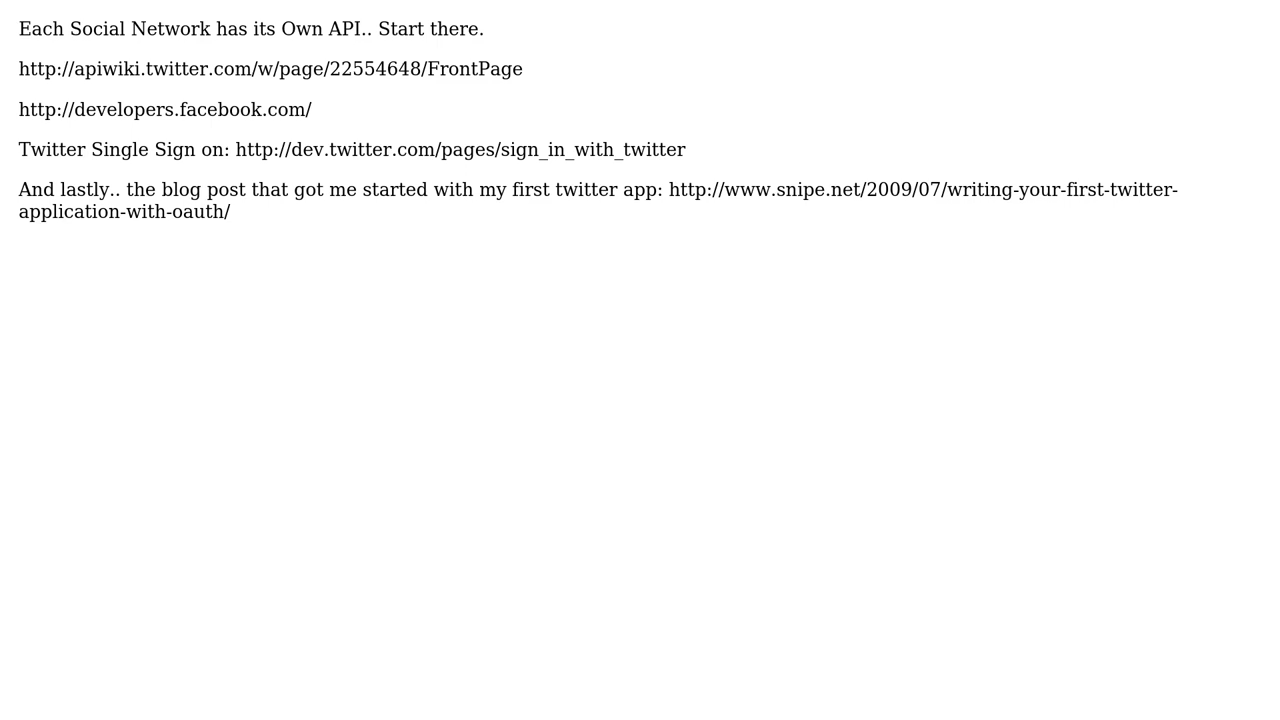 Each Social Network has its Own API.. Start there.
http://apiwiki.twitter.com/w/page/22554648/FrontPage
http://developers.facebook.com/
Twitter Single Sign on: http://dev.twitter.com/pages/sign_in_with_twitter
And lastly.. the blog post that got me started with my first twitter app: http://www.snipe.net/2009/07/writing-your-first-twitter-
application-with-oauth/